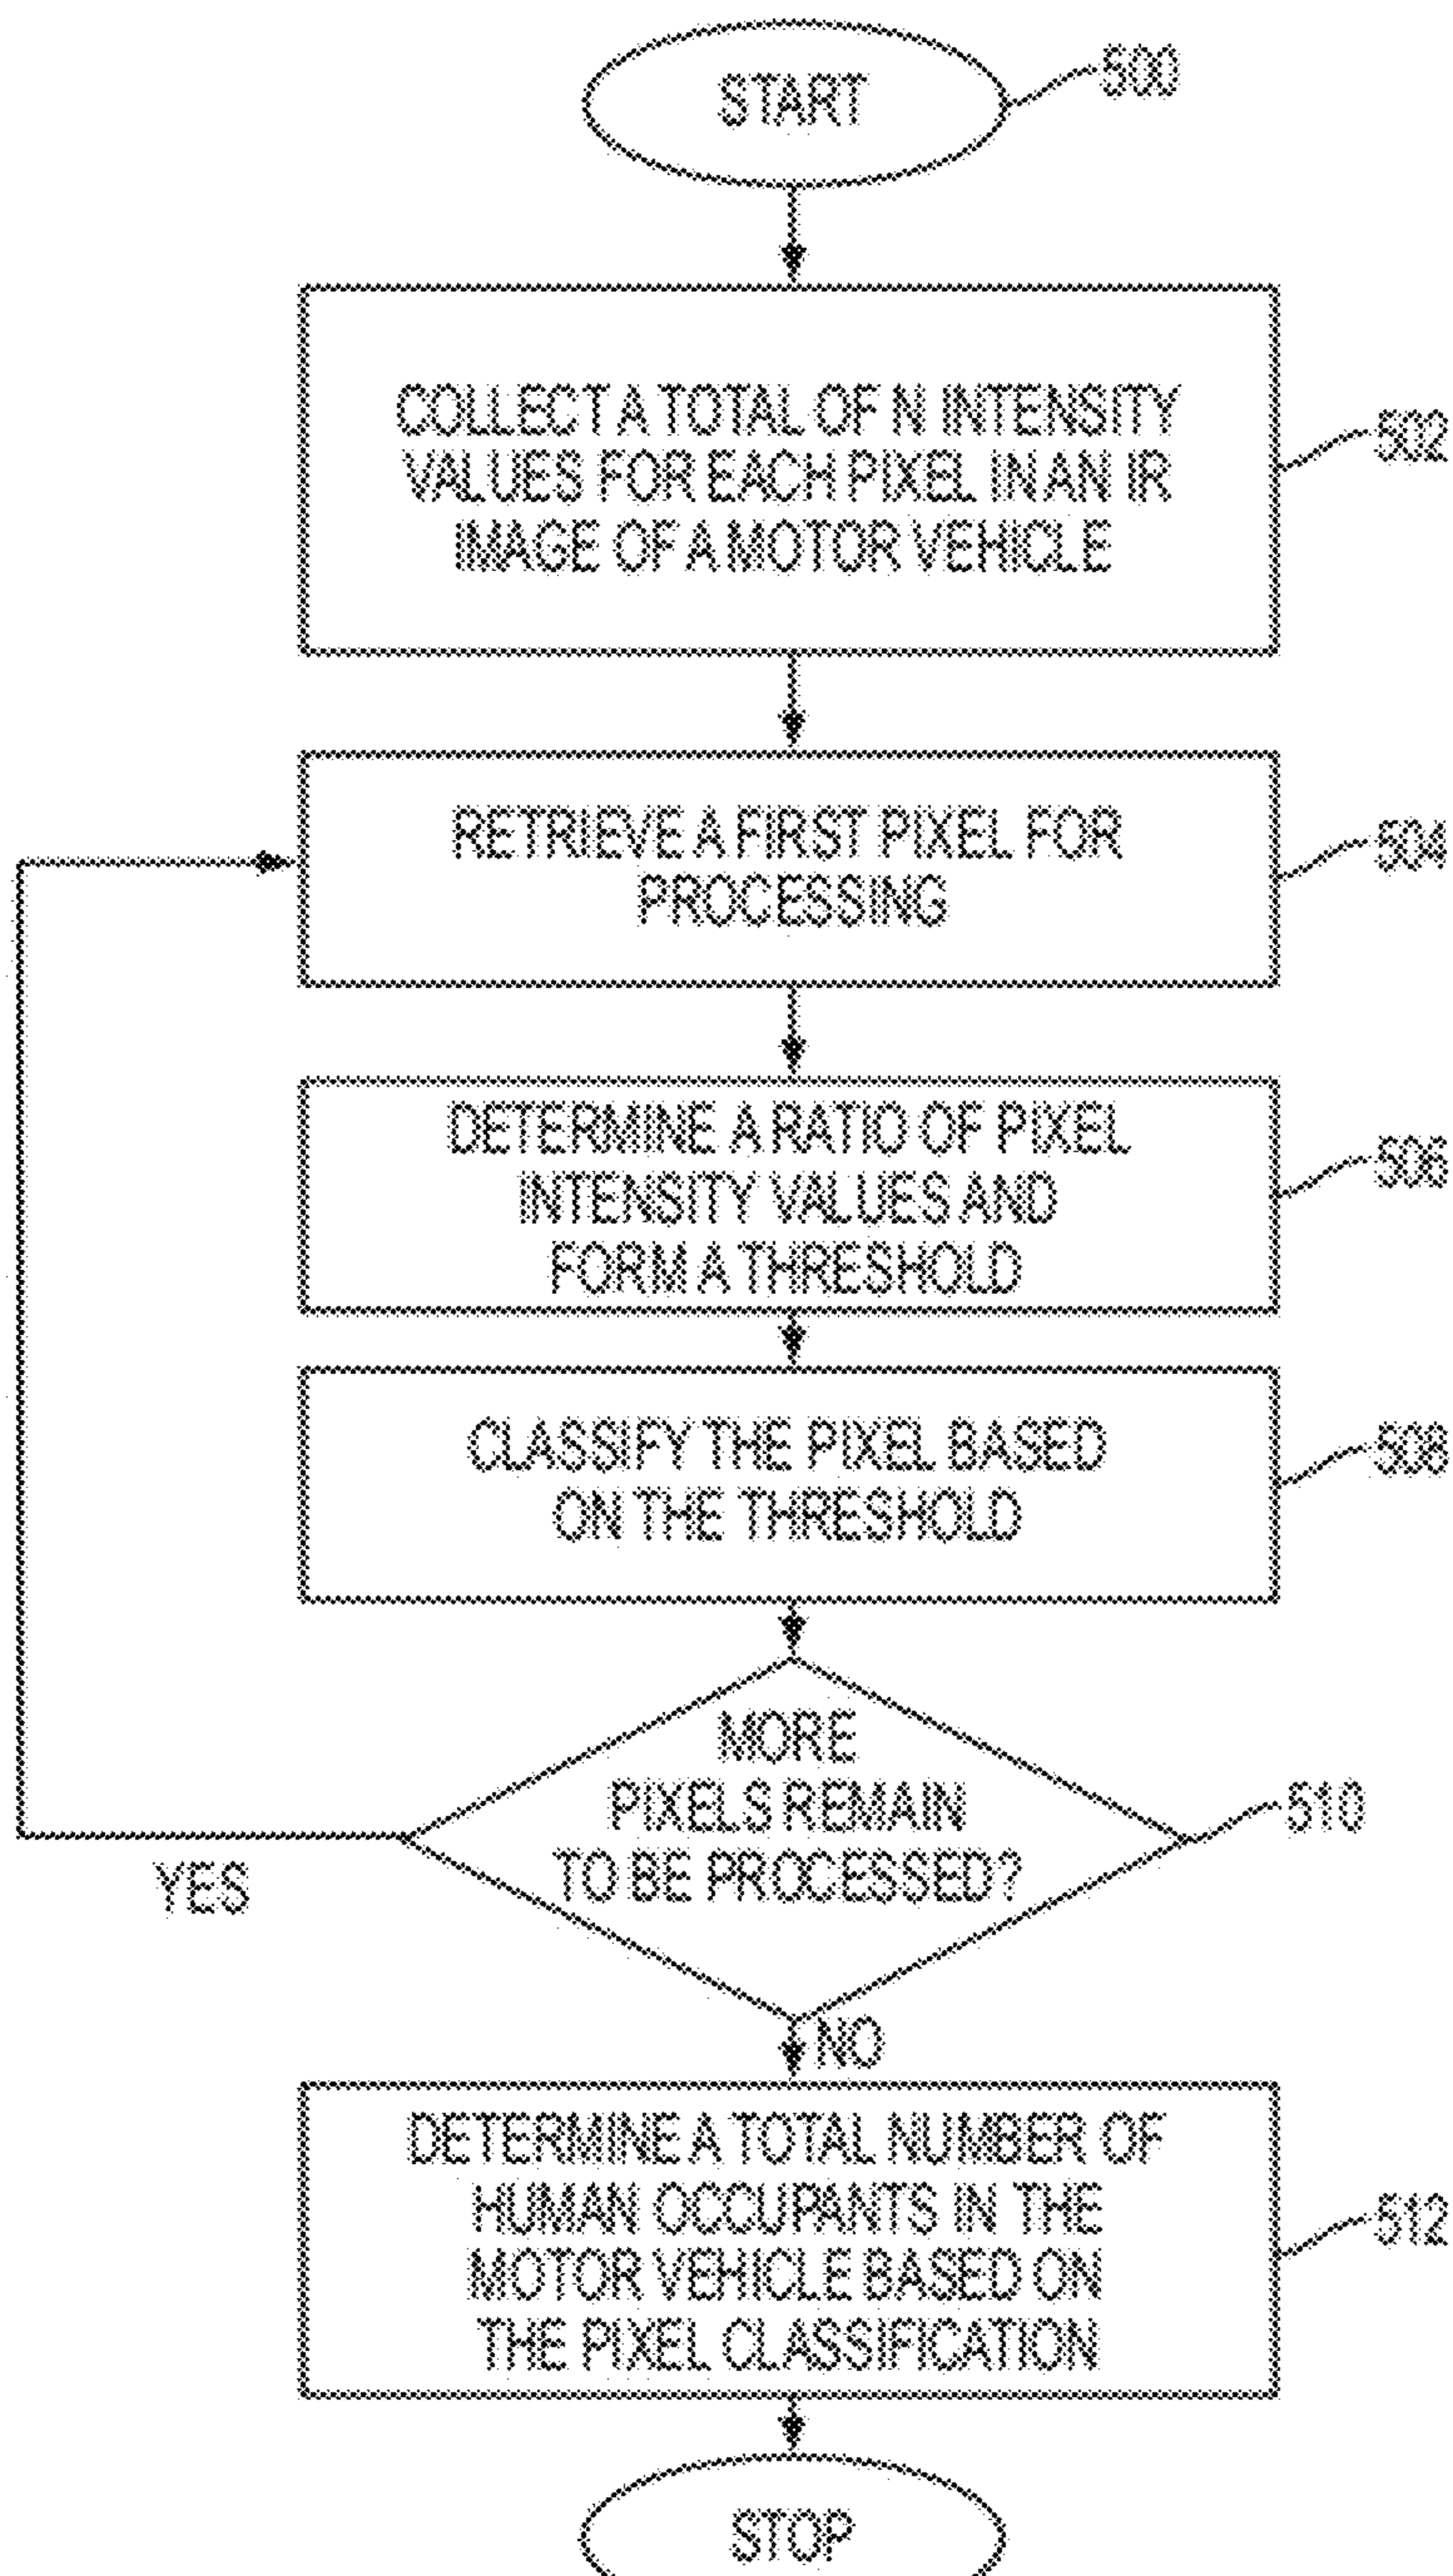 START
500
COLLECT A TOTAL OF N INTENSITY
VALUES FOR EACH PIXEL IN AN IR
IMAGE OF A MOTOR VEHICLE
502
RETRIEVE A FIRST PIXEL FOR
PROCESSING
504
DETERMINE A RATIO OF PIXEL
INTENSITY VALUES AND
FORM A THRESHOLD
506
CLASSIFY THE PIXEL BASED
ON THE THRESHOLD
508
MORE
PIXELS REMAIN
TO BE PROCESSED?
510
YES
NO
DETERMINE A TOTAL NUMBER OF
HUMAN OCCUPANTS IN THE
MOTOR VEHICLE BASED ON
THE PIXEL CLASSIFICATION
512
STOP